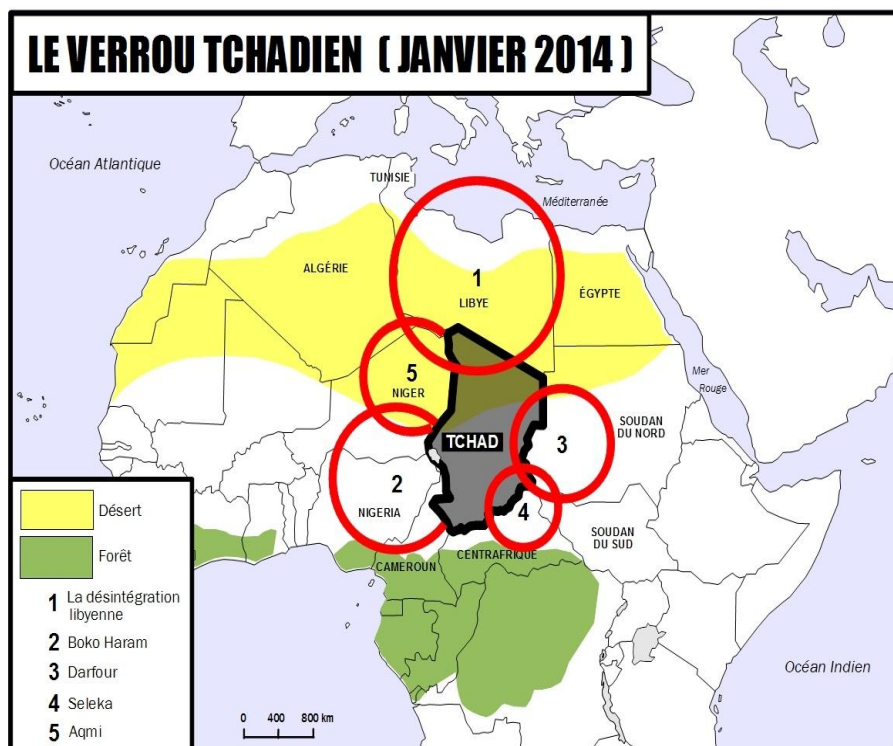 LE VERROU TCHADIEN ( JANVIER 2014 )
Océan Atlantique
TUNISIE
Méditerranée
ALGÉRIE
1
LIBYE
ÉGYPTE
5
NIGER
Mer
Rouge
TCHAD
3
SOUDAN
DU NORD
2
NIGERIA
4
SOUDAN
DU SUD
CENTRAFRIQUE
CAMEROUN
Océan Indien
Désert
Forêt
1 La désintégration
libyenne
2 Boko Haram
3 Darfour
4 Seleka
5 Aqmi
0 400 800 km